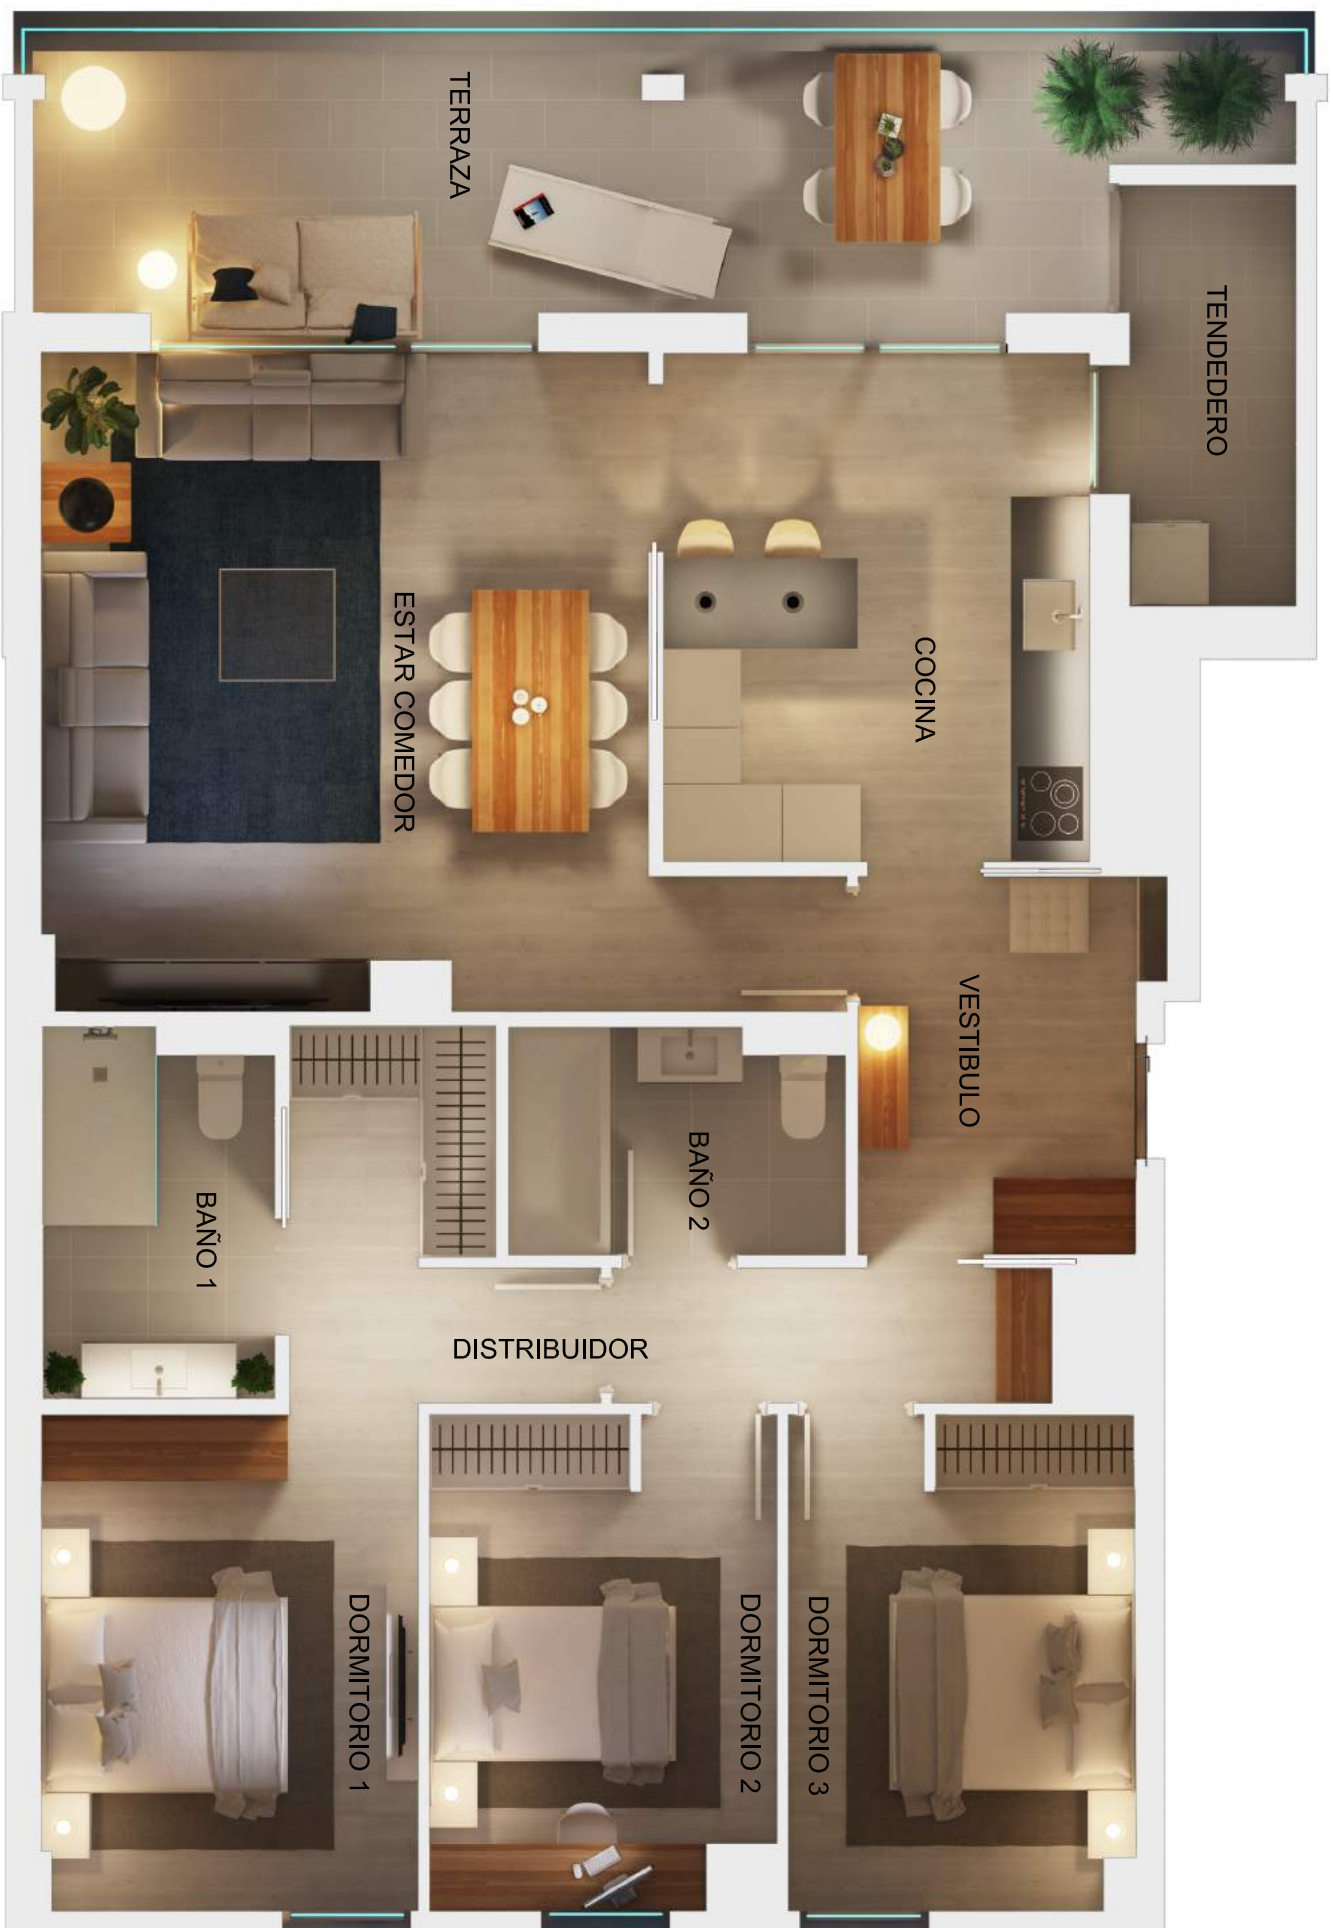 TERRAZA
TENDEDERO
ESTAR COMEDOR
COCINA
VESTIBULO
BAÑO 2
BAÑO 1
DISTRIBUIDOR
DORMITORIO 1
DORMITORIO 2
DORMITORIO 3